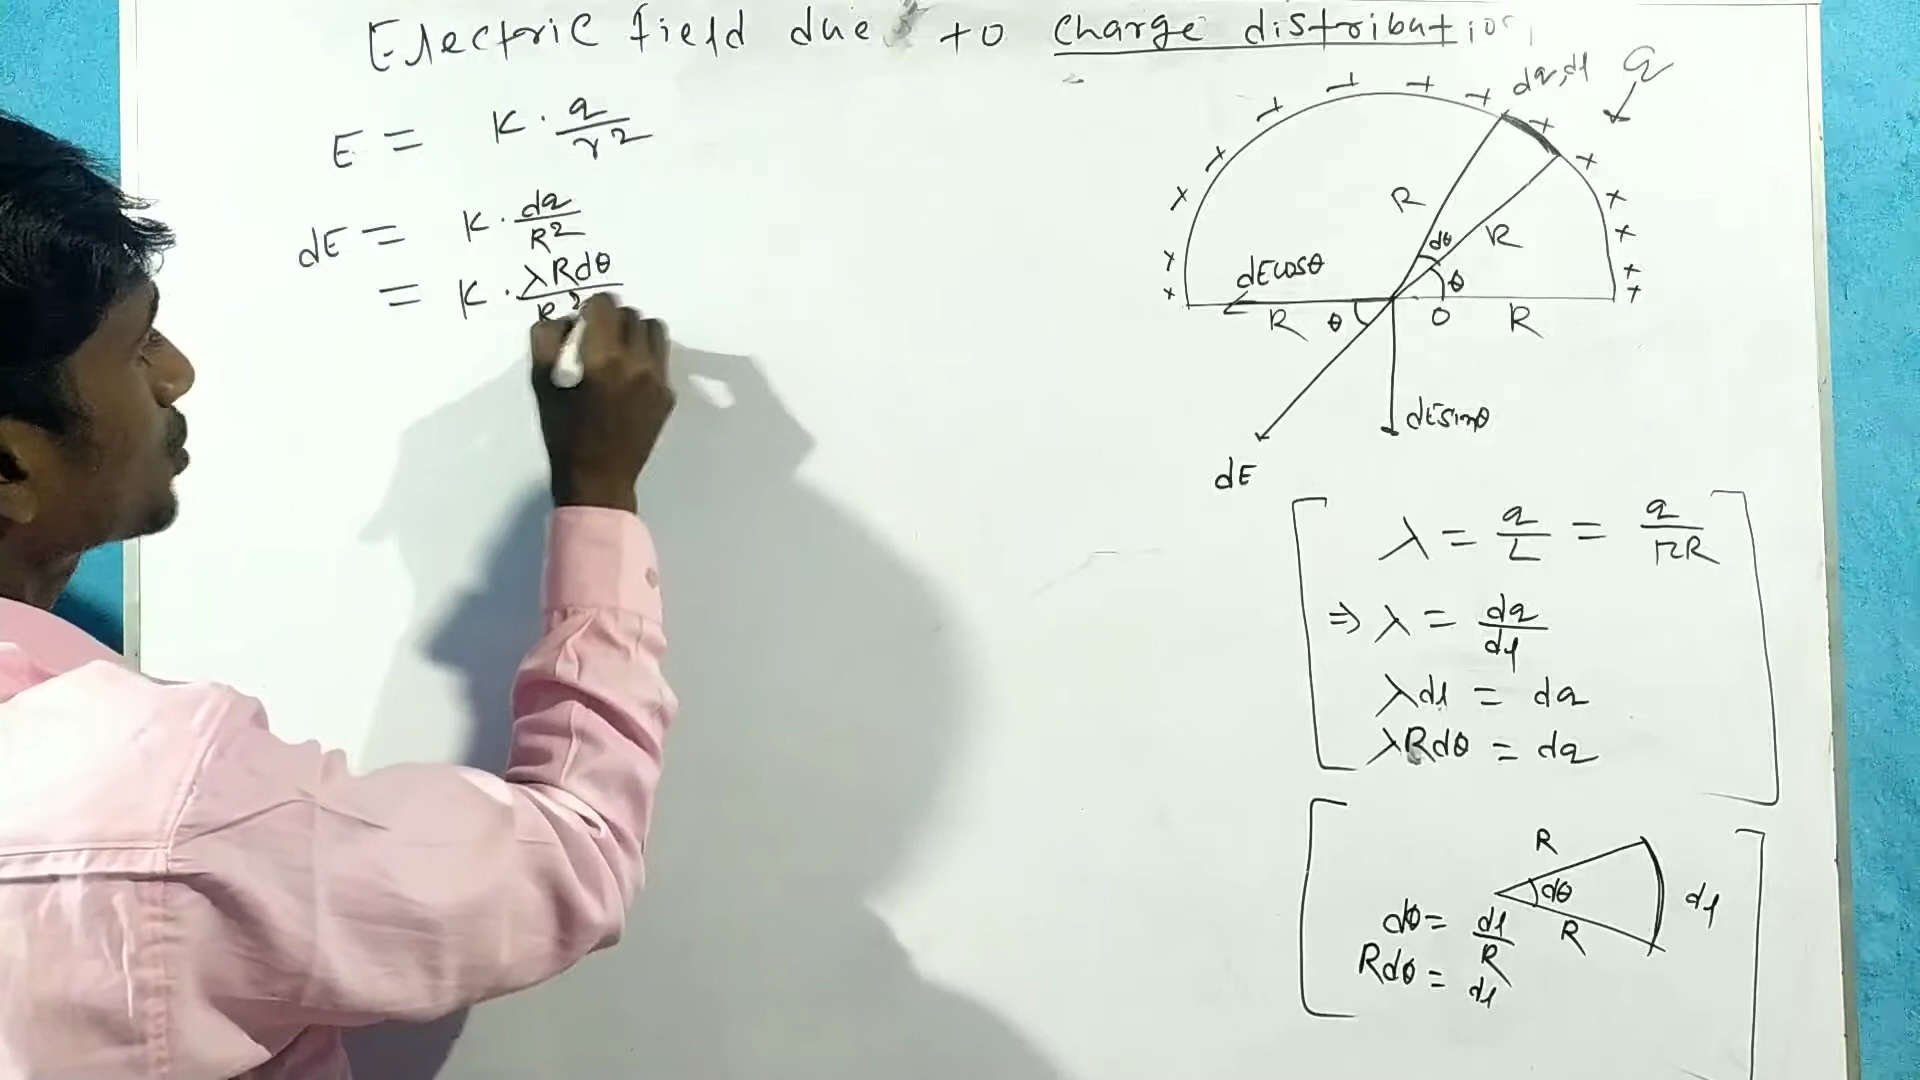 Electric field due to charge distribution
E = K · q/r²
dE = K · dq/R²
= K · λRdθ/R²
dq, dl
q
+ + + + + + + + + + + + + + +
R
R
dθ
θ
dEcosθ
R
θ
O
R
dEsinθ
dE
λ = q/L = q/πR
⇒ λ = dq/dl
λdl = dq
λRdθ = dq
R
dθ
R
dl
dθ = dl/R
Rdθ = dl